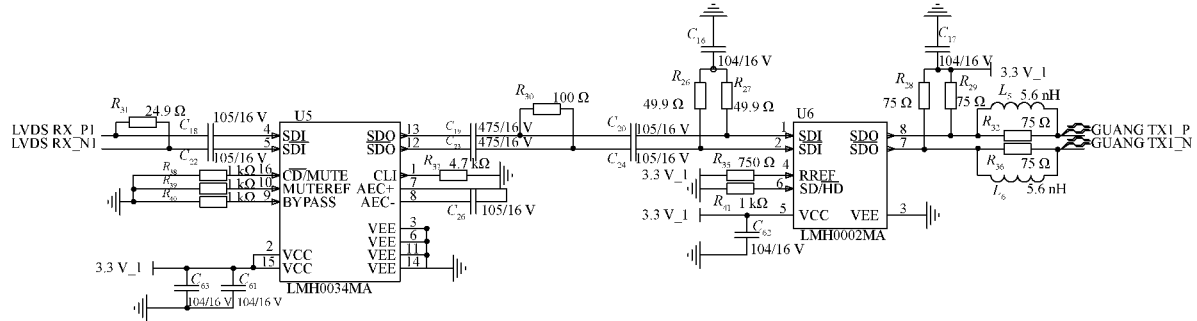 C16
104/16 V
C17
104/16 V
3.3 V_1
R26
R27
49.9 Ω
49.9 Ω
R28
R29
75 Ω
75 Ω
L5
5.6 nH
R31
24.9 Ω
C18
105/16 V
U5
R30
100 Ω
C19
475/16 V
C20
105/16 V
U6
R32
75 Ω
LVDS RX_P1
4
SDI
SDO
13
1
SDI
SDO
8
GUANG TX1_P
LVDS RX_N1
5
SDI
SDO
12
C23
475/16 V
2
SDI
SDO
7
GUANG TX1_N
C22
105/16 V
C24
105/16 V
R36
75 Ω
L6
5.6 nH
R38
1 kΩ
16
CD/MUTE
CLI
1
R37
4.7 kΩ
R39
1 kΩ
10
MUTEREF
AEC+
7
R40
1 kΩ
9
BYPASS
AEC-
8
C26
105/16 V
R35
750 Ω
3.3 V_1
4
RREF
R41
1 kΩ
6
SD/HD
3.3 V_1
5
VCC
VEE
3
C62
104/16 V
LMH0002MA
VEE
3
VEE
6
2
VCC
VEE
11
3.3 V_1
15
VCC
VEE
14
C63
104/16 V
C61
104/16 V
LMH0034MA